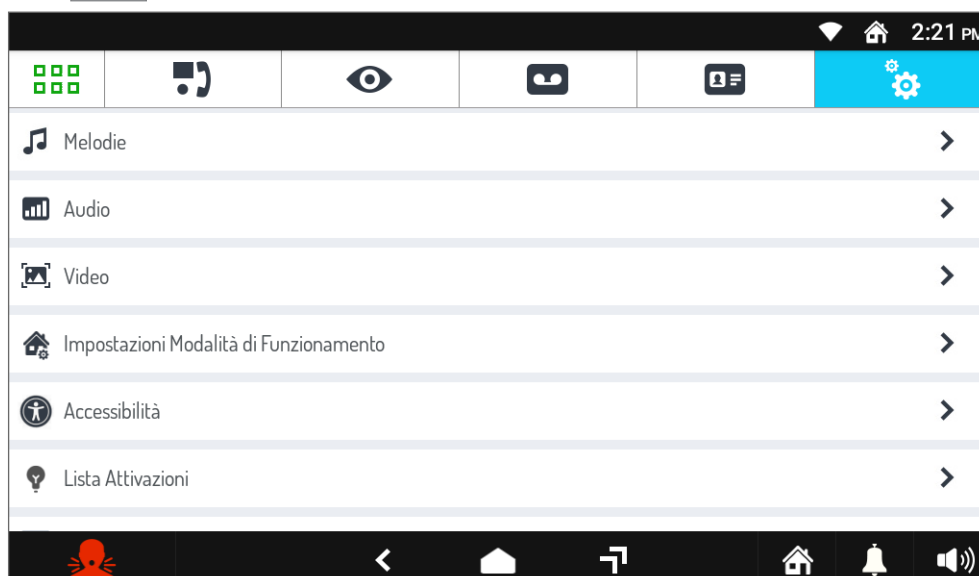 2:21 PM
Melodie
Audio
Video
Impostazioni Modalità di Funzionamento
Accessibilità
Lista Attivazioni